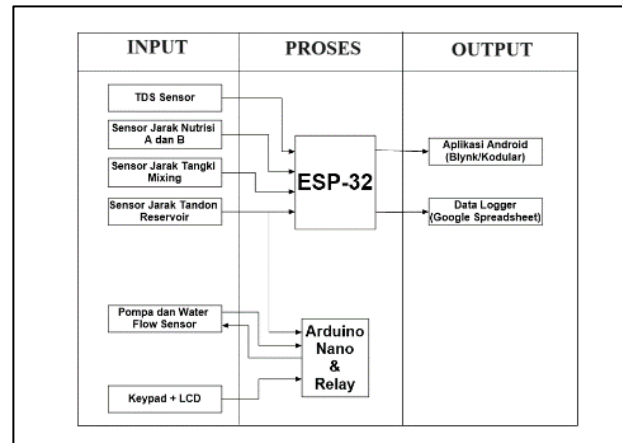 INPUT
PROSES
OUTPUT
TDS Sensor
Sensor Jarak Nutrisi
A dan B
Sensor Jarak Tangki
Mixing
Sensor Jarak Tandon
Reservoir
Pompa dan Water
Flow Sensor
Keypad + LCD
ESP-32
Arduino
Nano
&
Relay
Aplikasi Android
(Blynk/Kodular)
Data Logger
(Google Spreadsheet)